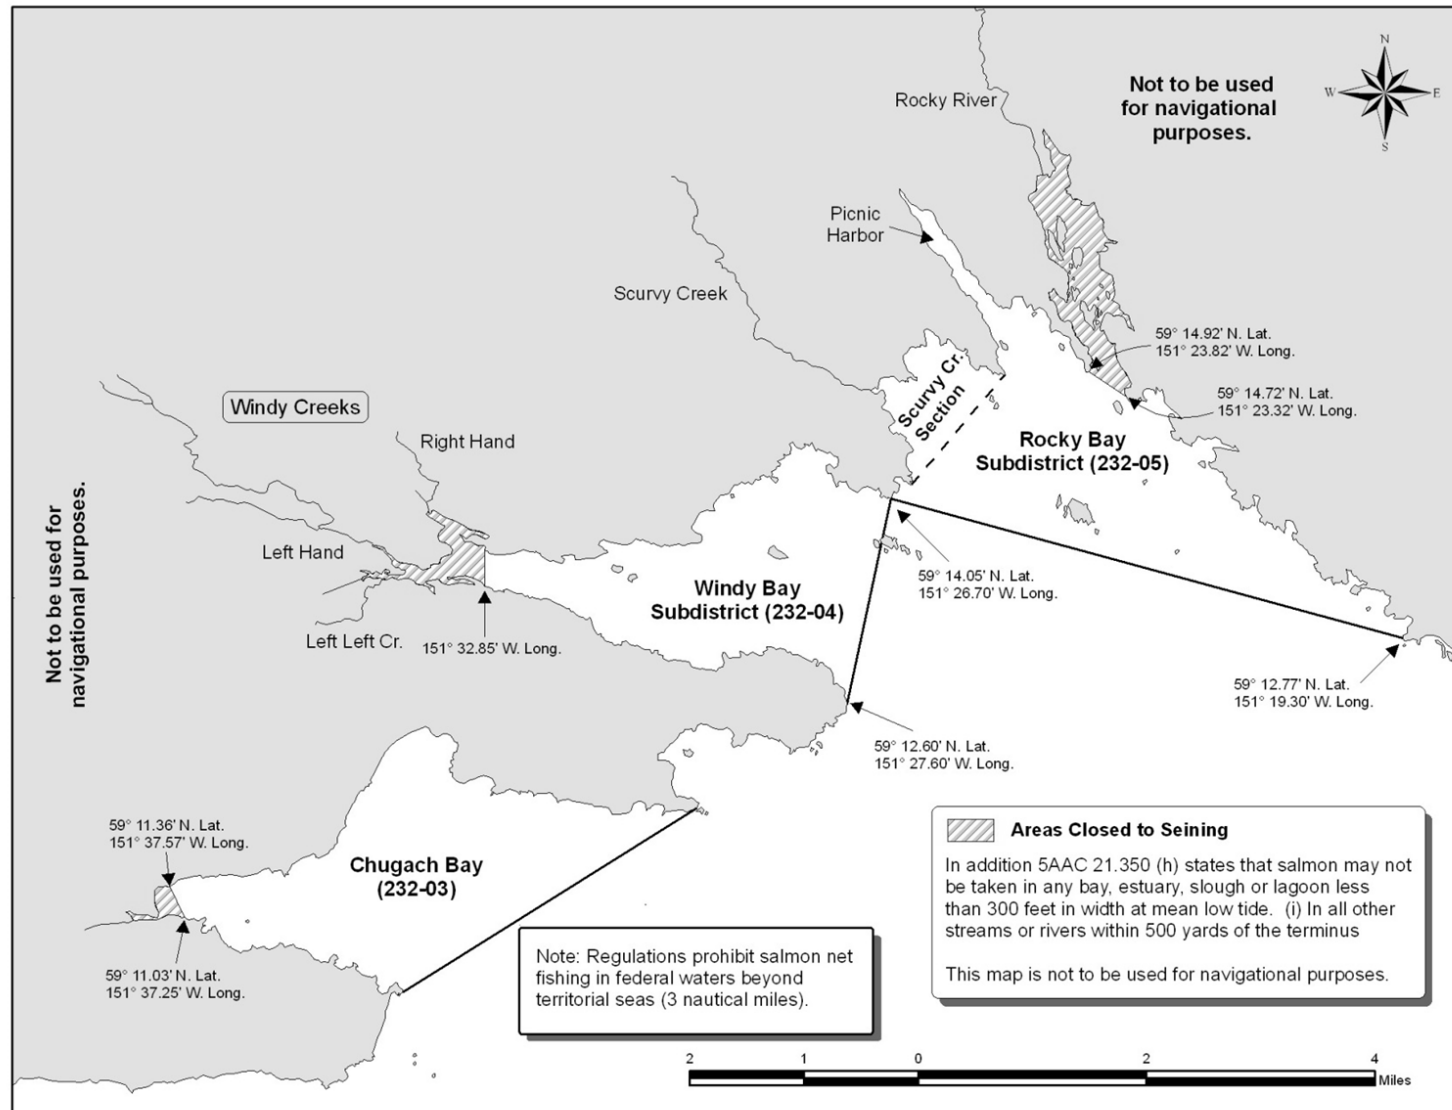 N
W
E
S
Not to be used
for navigational
purposes.
Rocky River
Picnic
Harbor
Scurvy Creek
59° 14.92' N. Lat.
151° 23.82' W. Long.
59° 14.72' N. Lat.
151° 23.32' W. Long.
Scurvy Cr.
Section
Windy Creeks
Right Hand
Rocky Bay
Subdistrict (232-05)
Not to be used for
navigational purposes.
Left Hand
Windy Bay
Subdistrict (232-04)
59° 14.05' N. Lat.
151° 26.70' W. Long.
Left Left Cr.
151° 32.85' W. Long.
59° 12.77' N. Lat.
151° 19.30' W. Long.
59° 12.60' N. Lat.
151° 27.60' W. Long.
59° 11.36' N. Lat.
151° 37.57' W. Long.
Chugach Bay
(232-03)
59° 11.03' N. Lat.
151° 37.25' W. Long.
Areas Closed to Seining
In addition 5AAC 21.350 (h) states that salmon may not
be taken in any bay, estuary, slough or lagoon less
than 300 feet in width at mean low tide. (i) In all other
streams or rivers within 500 yards of the terminus
This map is not to be used for navigational purposes.
Note: Regulations prohibit salmon net
fishing in federal waters beyond
territorial seas (3 nautical miles).
2 1 0 2 4
Miles